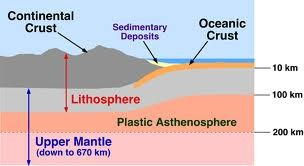 Continental
Crust
Sedimentary
Deposits
Oceanic
Crust
10 km
Lithosphere
100 km
Plastic Asthenosphere
200 km
Upper Mantle
(down to 670 km)